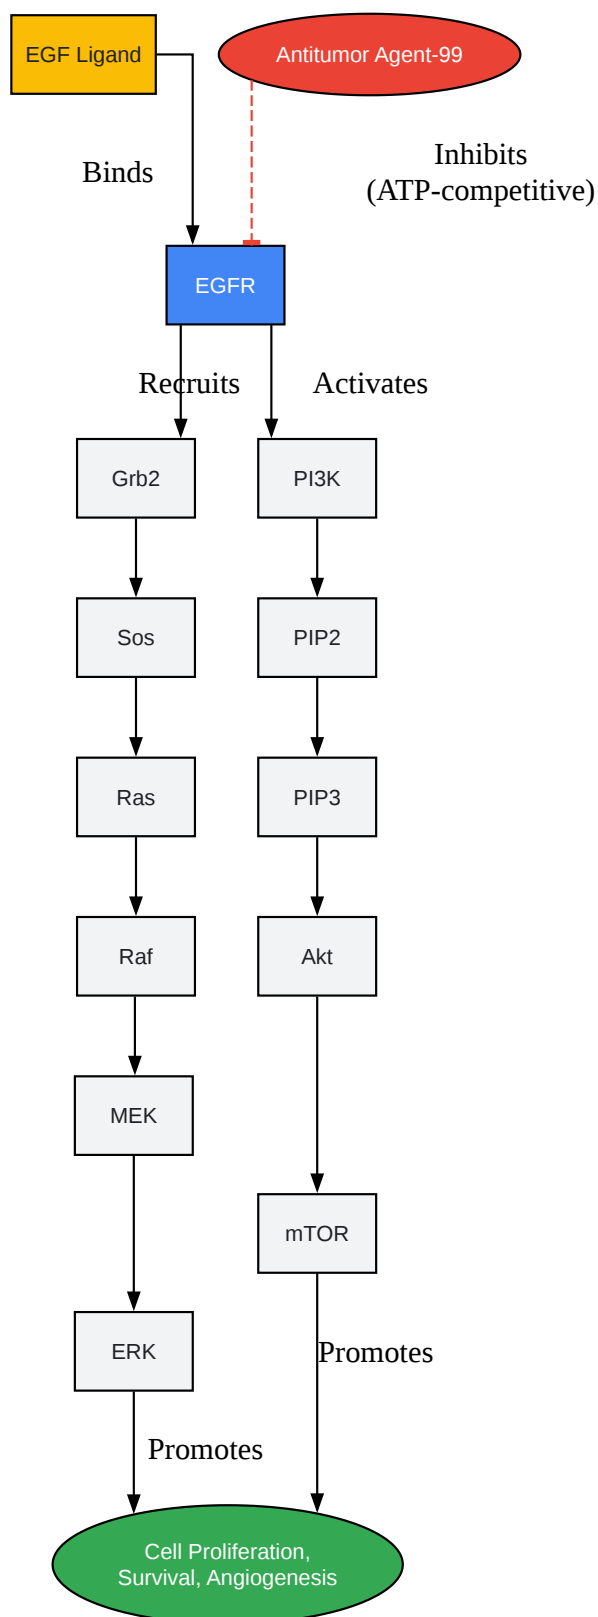 EGF Ligand
Antitumor Agent-99
Binds
Inhibits
(ATP-competitive)
EGFR
Recruits
Activates
Grb2
PI3K
Sos
PIP2
Ras
PIP3
Raf
Akt
MEK
mTOR
ERK
Promotes
Promotes
Cell Proliferation,
Survival, Angiogenesis